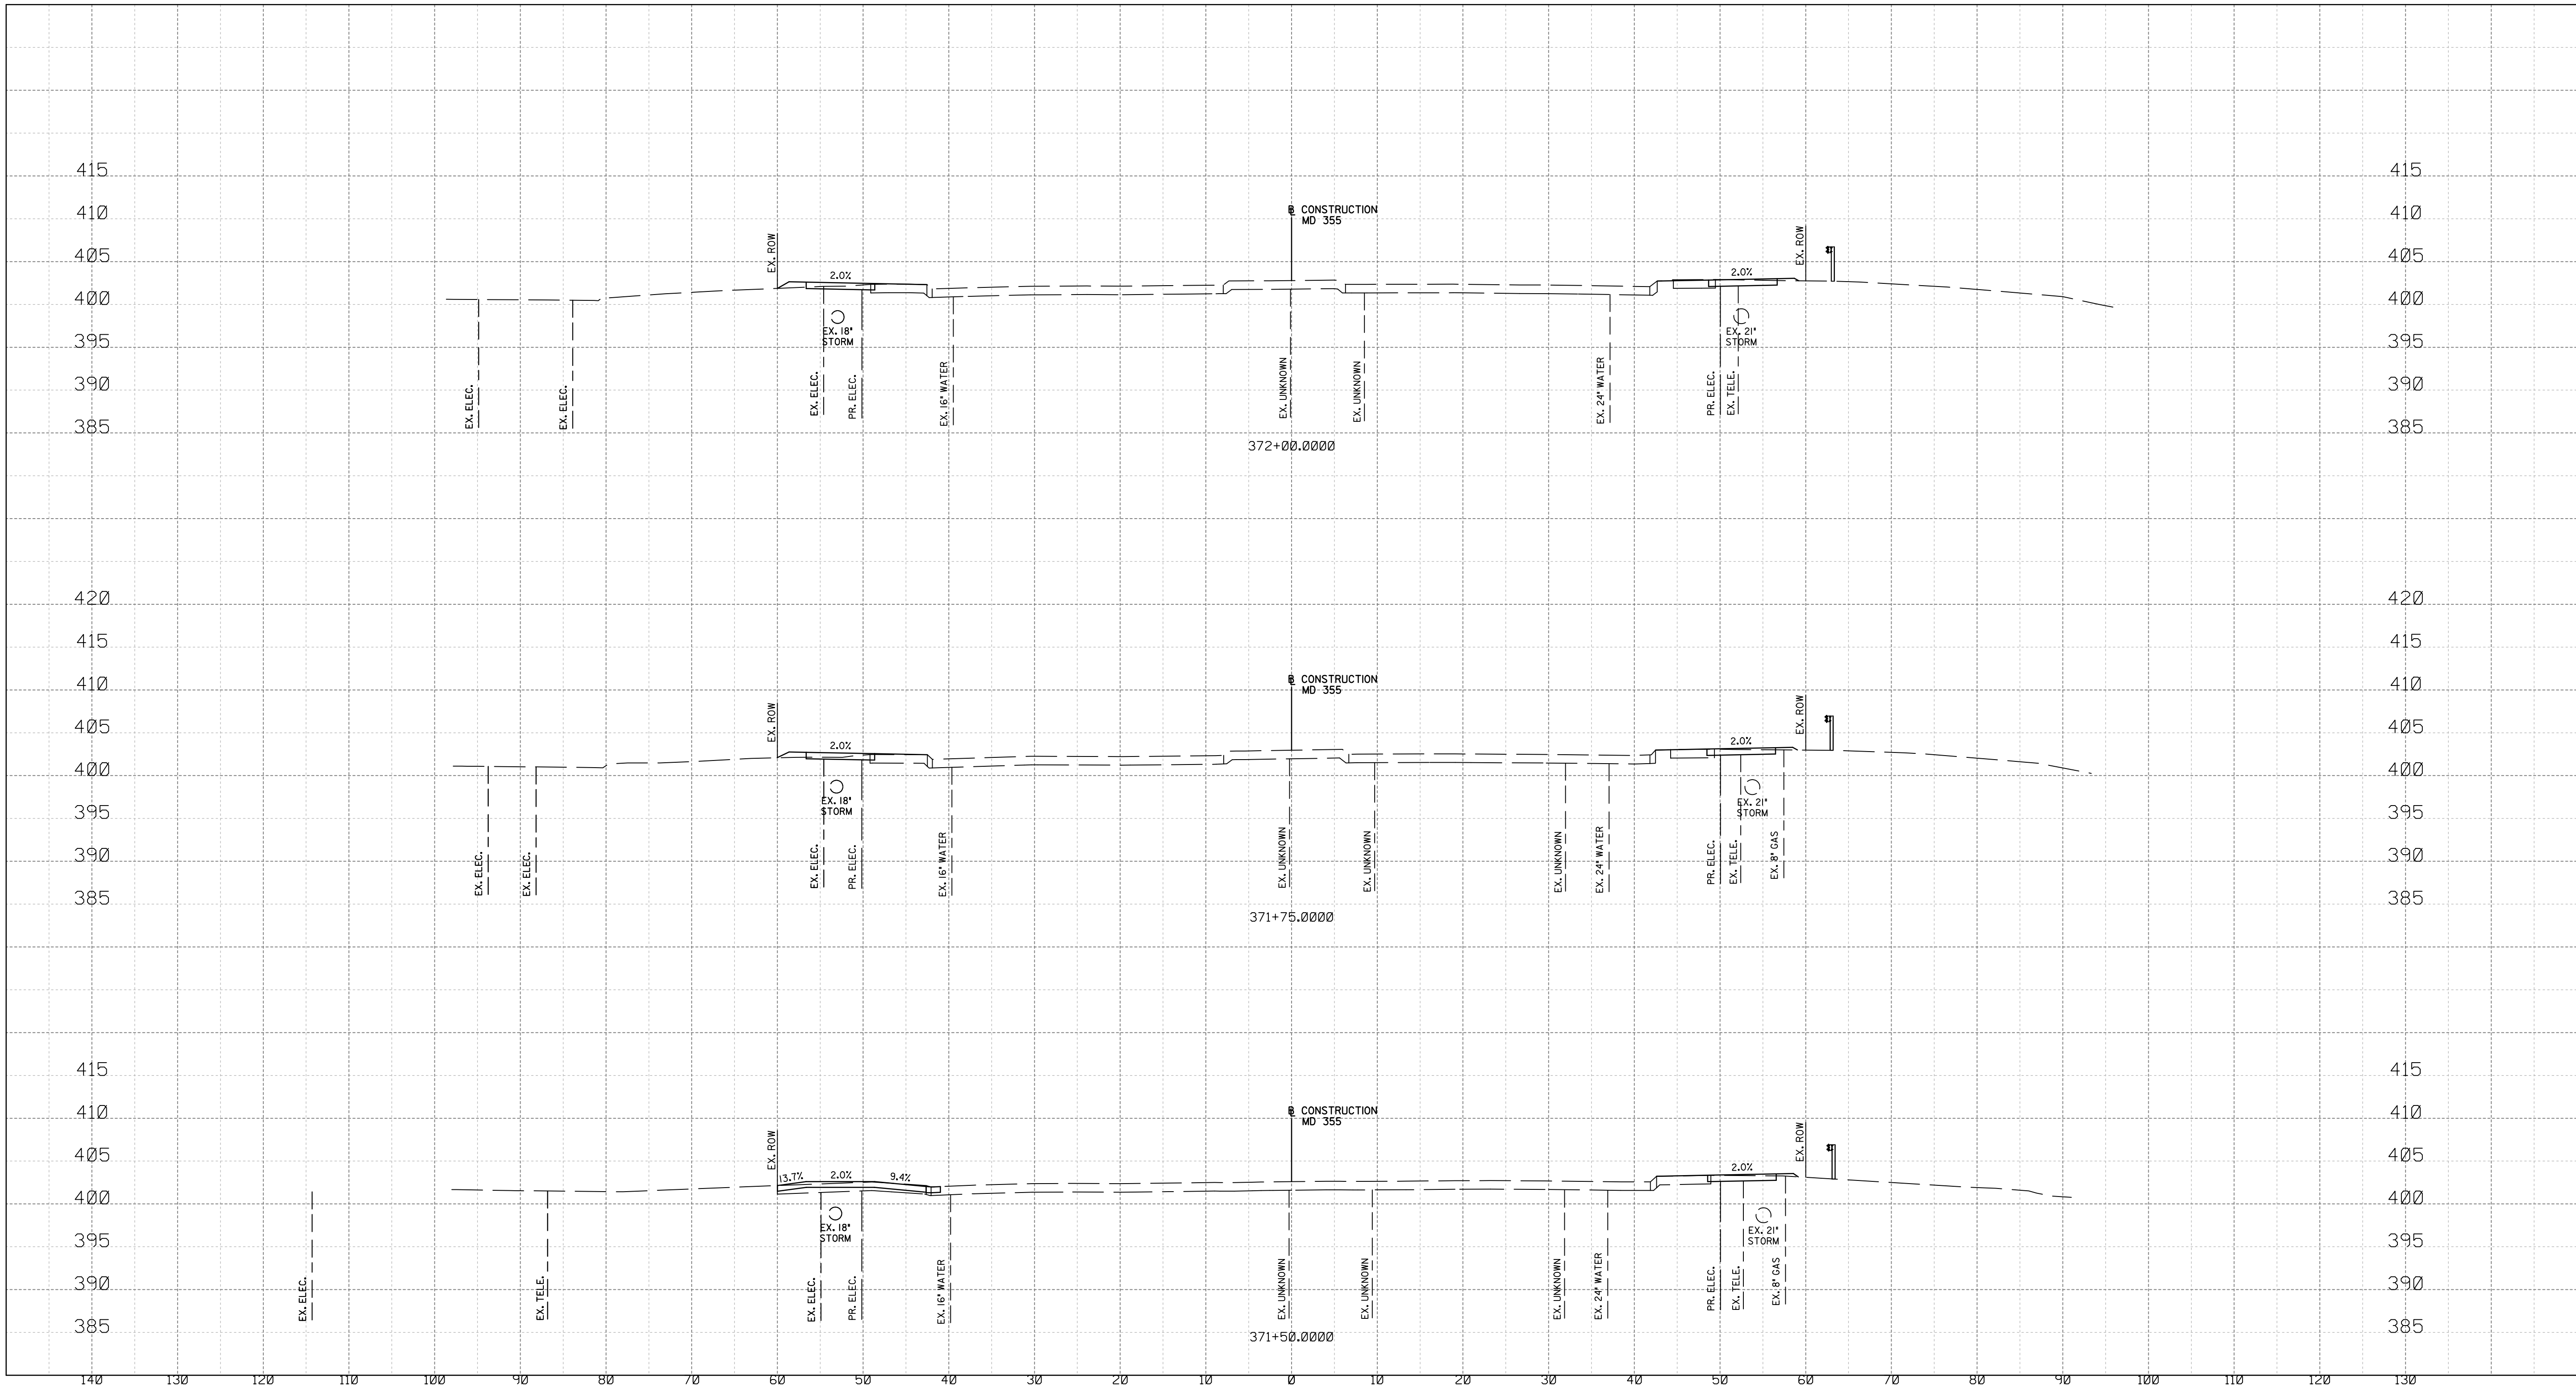 415 415
410 ℄ CONSTRUCTION 410
MD 355
405 EX. ROW 2.0% 2.0% EX. ROW 405
400 400
395 EX. 18" STORM EX. 21" STORM 395
390 EX. ELEC. EX. ELEC. EX. ELEC. PR. ELEC. EX. 16" WATER EX. UNKNOWN EX. UNKNOWN EX. 24" WATER PR. ELEC. EX. TELE. 390
385 385
372+00.0000
420 420
415 415
410 ℄ CONSTRUCTION 410
MD 355
405 EX. ROW 2.0% 2.0% EX. ROW 405
400 400
395 EX. 18" STORM EX. 21" STORM 395
390 EX. ELEC. EX. ELEC. EX. ELEC. PR. ELEC. EX. 16" WATER EX. UNKNOWN EX. UNKNOWN EX. UNKNOWN EX. 24" WATER PR. ELEC. EX. TELE. EX. 8" GAS 390
385 385
371+75.0000
415 415
410 ℄ CONSTRUCTION 410
MD 355
405 EX. ROW 13.7% 2.0% 9.4% 2.0% EX. ROW 405
400 400
395 EX. 18" STORM EX. 21" STORM 395
390 EX. ELEC. EX. TELE. EX. ELEC. PR. ELEC. EX. 16" WATER EX. UNKNOWN EX. UNKNOWN EX. UNKNOWN EX. 24" WATER PR. ELEC. EX. TELE. EX. 8" GAS 390
385 385
371+50.0000
140 130 120 110 100 90 80 70 60 50 40 30 20 10 0 10 20 30 40 50 60 70 80 90 100 110 120 130